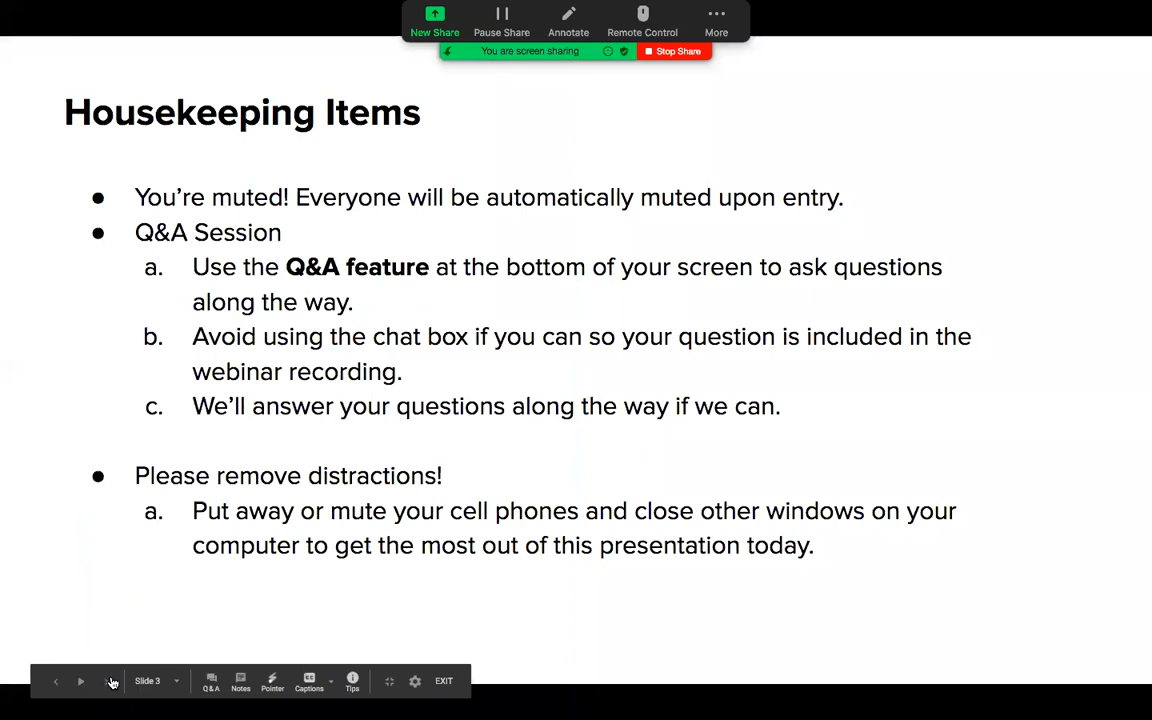 New Share Pause Share Annotate Remote Control More
You are screen sharing Stop Share
Housekeeping Items
● You’re muted! Everyone will be automatically muted upon entry.
● Q&A Session
a. Use the Q&A feature at the bottom of your screen to ask questions
along the way.
b. Avoid using the chat box if you can so your question is included in the
webinar recording.
c. We’ll answer your questions along the way if we can.
● Please remove distractions!
a. Put away or mute your cell phones and close other windows on your
computer to get the most out of this presentation today.
Slide 3 Q&A Notes Pointer Captions Tips EXIT